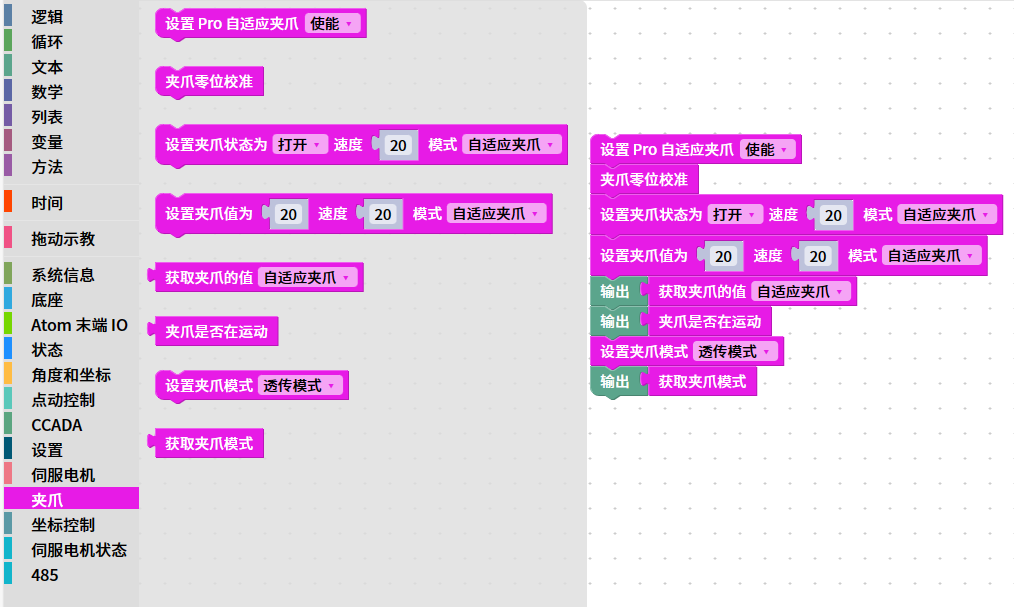 逻辑
循环
文本
数学
列表
变量
方法
时间
拖动示教
系统信息
底座
Atom 末端 IO
状态
角度和坐标
点动控制
CCADA
设置
伺服电机
夹爪
坐标控制
伺服电机状态
485
设置 Pro 自适应夹爪 使能
夹爪零位校准
设置夹爪状态为 打开 速度 20 模式 自适应夹爪
设置夹爪值为 20 速度 20 模式 自适应夹爪
获取夹爪的值 自适应夹爪
夹爪是否在运动
设置夹爪模式 透传模式
获取夹爪模式
设置 Pro 自适应夹爪 使能
夹爪零位校准
设置夹爪状态为 打开 速度 20 模式 自适应夹爪
设置夹爪值为 20 速度 20 模式 自适应夹爪
输出 获取夹爪的值 自适应夹爪
输出 夹爪是否在运动
设置夹爪模式 透传模式
输出 获取夹爪模式